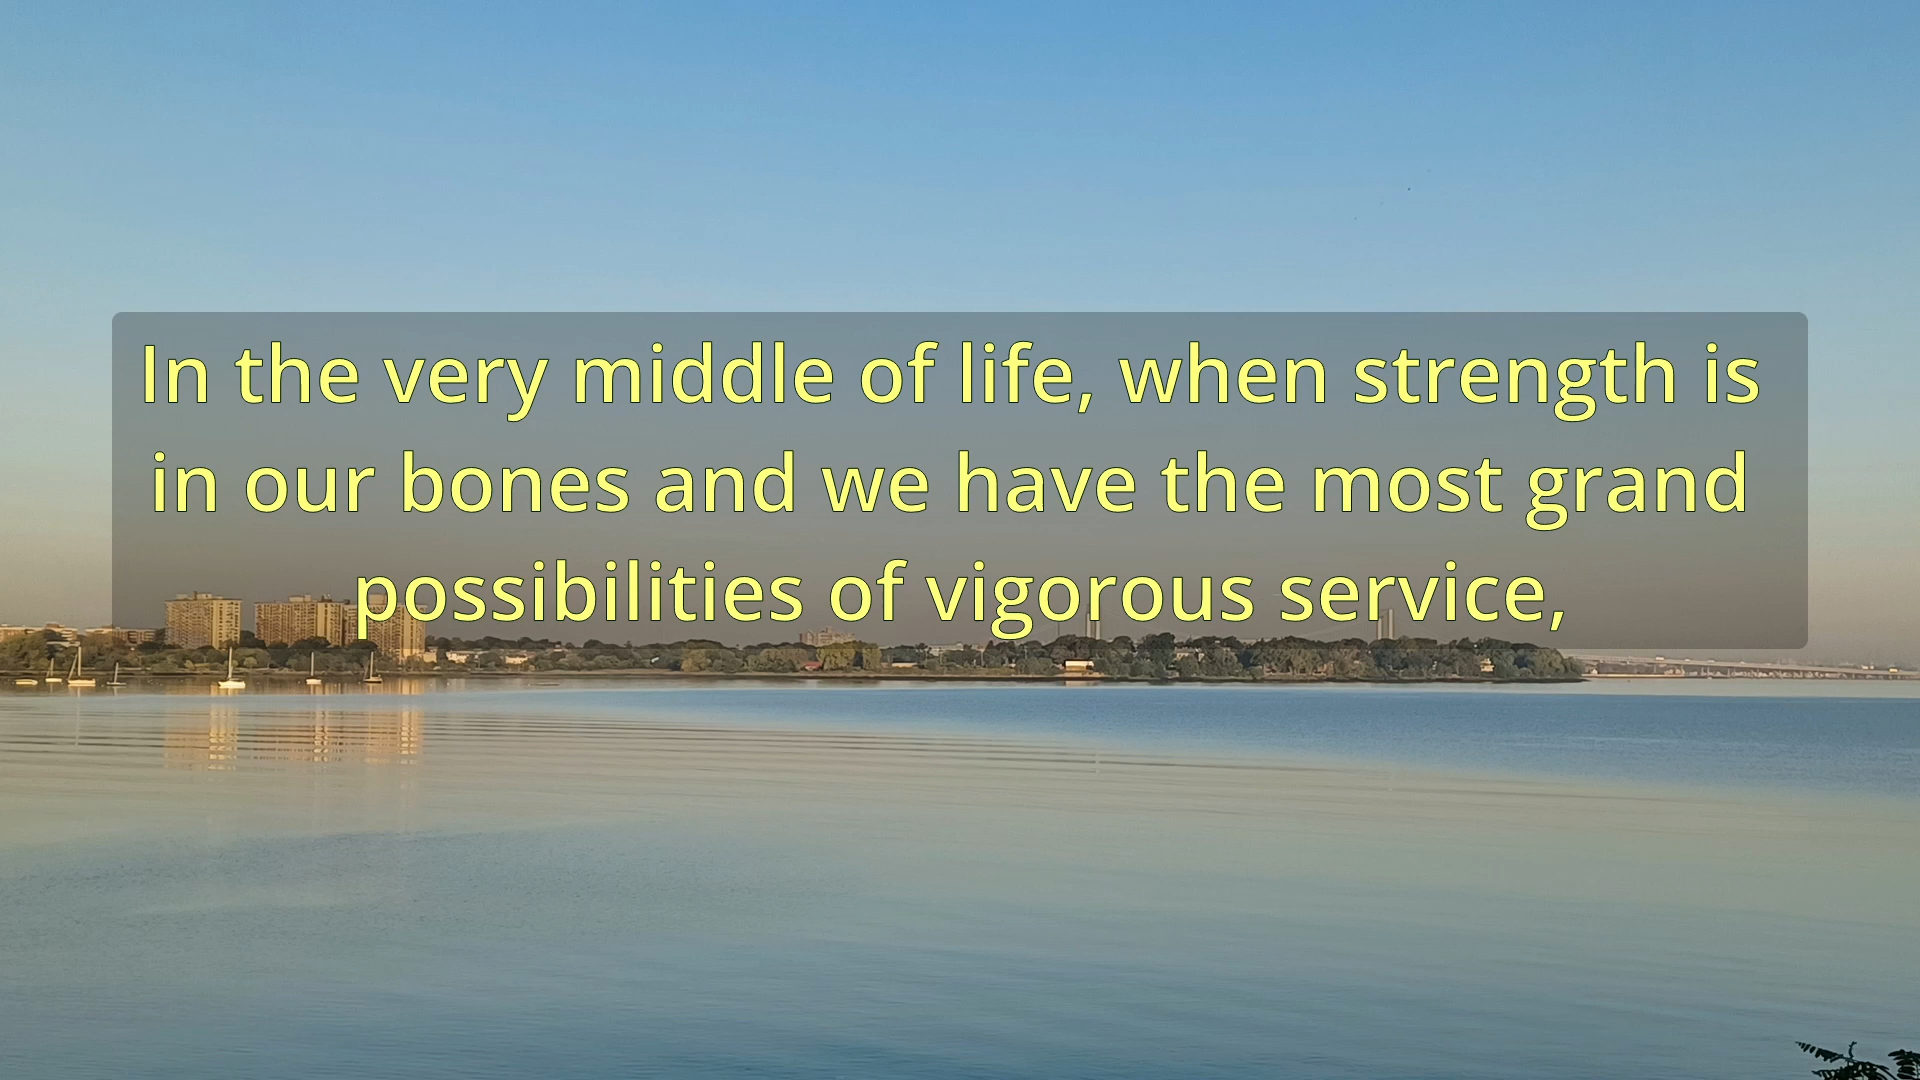 In the very middle of life, when strength is
in our bones and we have the most grand
possibilities of vigorous service,